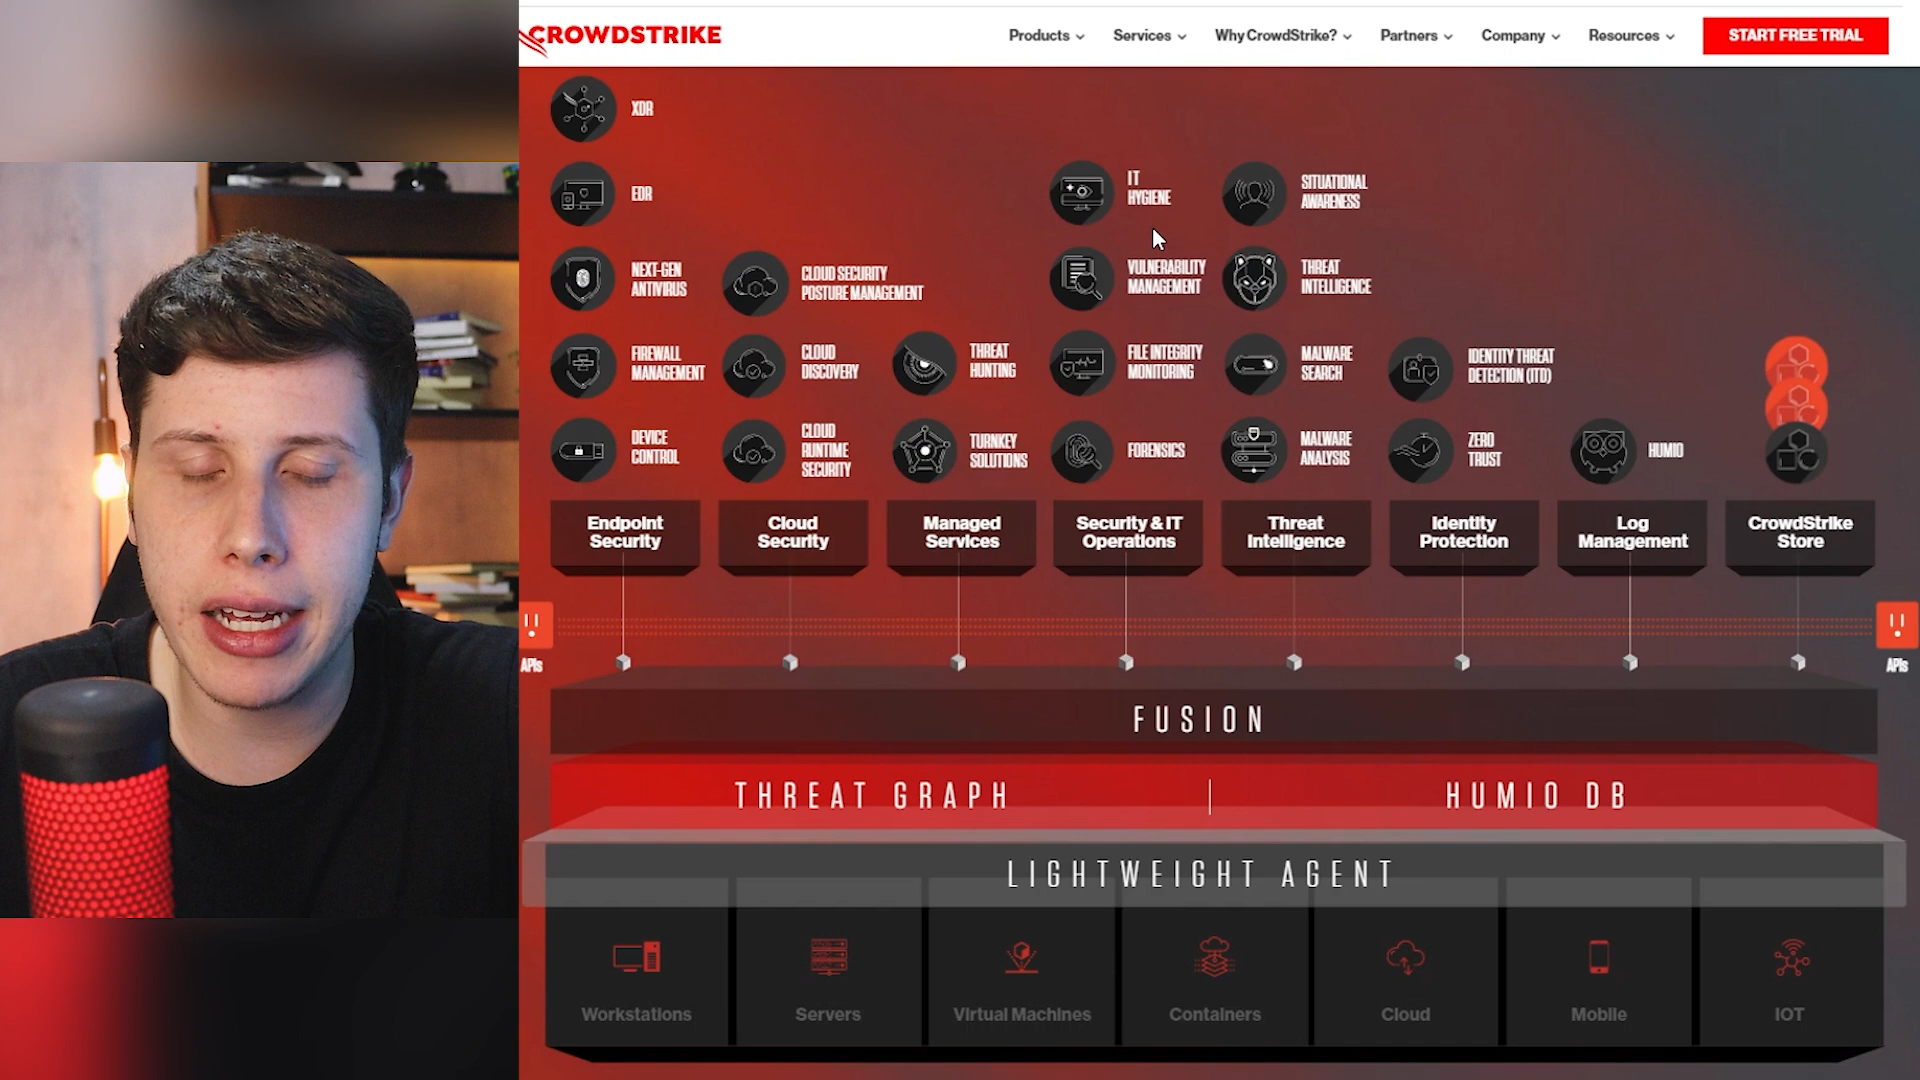 CROWDSTRIKE
Products
Services
Why CrowdStrike?
Partners
Company
Resources
START FREE TRIAL
XDR
EDR
IT
HYGIENE
SITUATIONAL
AWARENESS
NEXT-GEN
ANTIVIRUS
CLOUD SECURITY
POSTURE MANAGEMENT
VULNERABILITY
MANAGEMENT
THREAT
INTELLIGENCE
FIREWALL
MANAGEMENT
CLOUD
DISCOVERY
THREAT
HUNTING
FILE INTEGRITY
MONITORING
MALWARE
SEARCH
IDENTITY THREAT
DETECTION (ITD)
DEVICE
CONTROL
CLOUD
RUNTIME
SECURITY
TURNKEY
SOLUTIONS
FORENSICS
MALWARE
ANALYSIS
ZERO
TRUST
HUMIO
Endpoint
Security
Cloud
Security
Managed
Services
Security & IT
Operations
Threat
Intelligence
Identity
Protection
Log
Management
CrowdStrike
Store
APIs
APIs
FUSION
THREAT GRAPH
HUMIO DB
LIGHTWEIGHT AGENT
Workstations
Servers
Virtual Machines
Containers
Cloud
Mobile
IOT